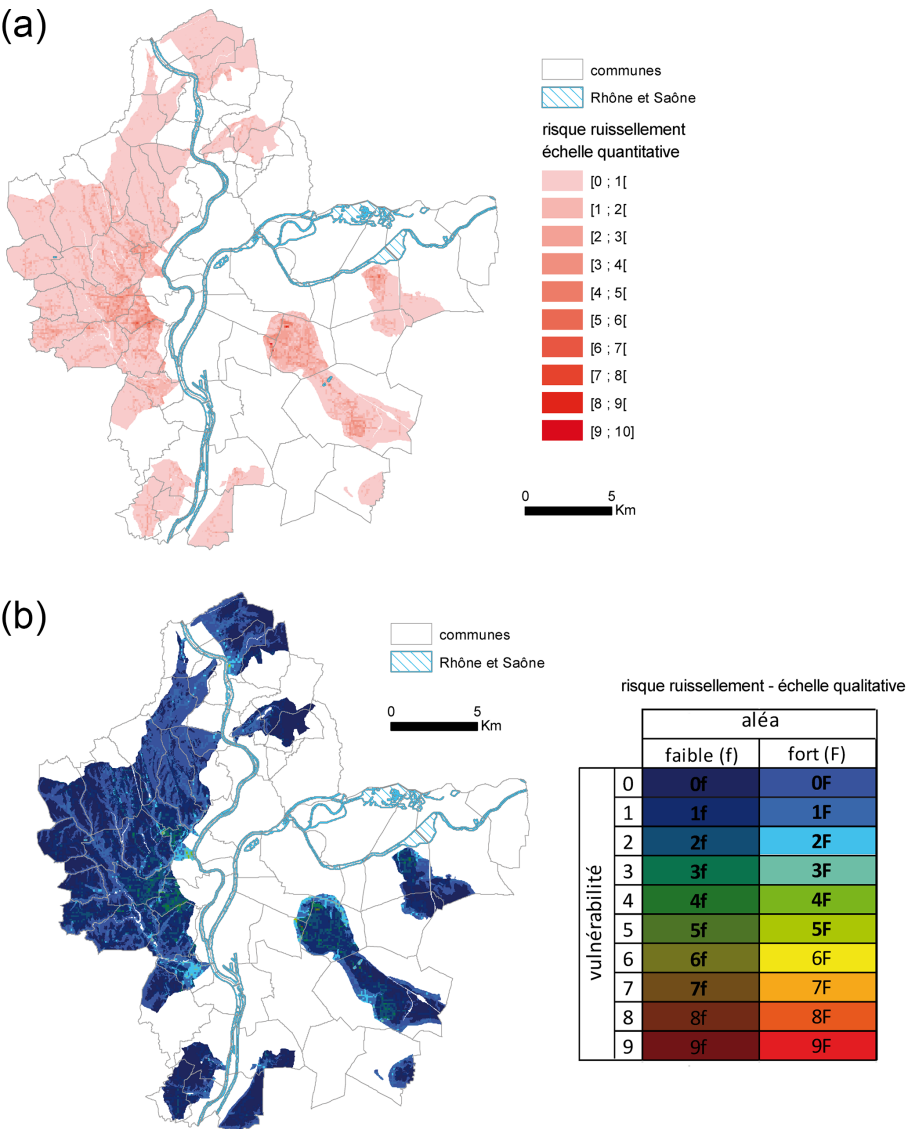 (a)
communes
Rhône et Saône
risque ruissellement
échelle quantitative
[0 ; 1[
[1 ; 2[
[2 ; 3[
[3 ; 4[
[4 ; 5[
[5 ; 6[
[6 ; 7[
[7 ; 8[
[8 ; 9[
[9 ; 10]
0 5
Km
(b)
communes
Rhône et Saône
0 5
Km
risque ruissellement - échelle qualitative
aléa
faible (f) fort (F)
vulnérabilité
0 0f 0F
1 1f 1F
2 2f 2F
3 3f 3F
4 4f 4F
5 5f 5F
6 6f 6F
7 7f 7F
8 8f 8F
9 9f 9F